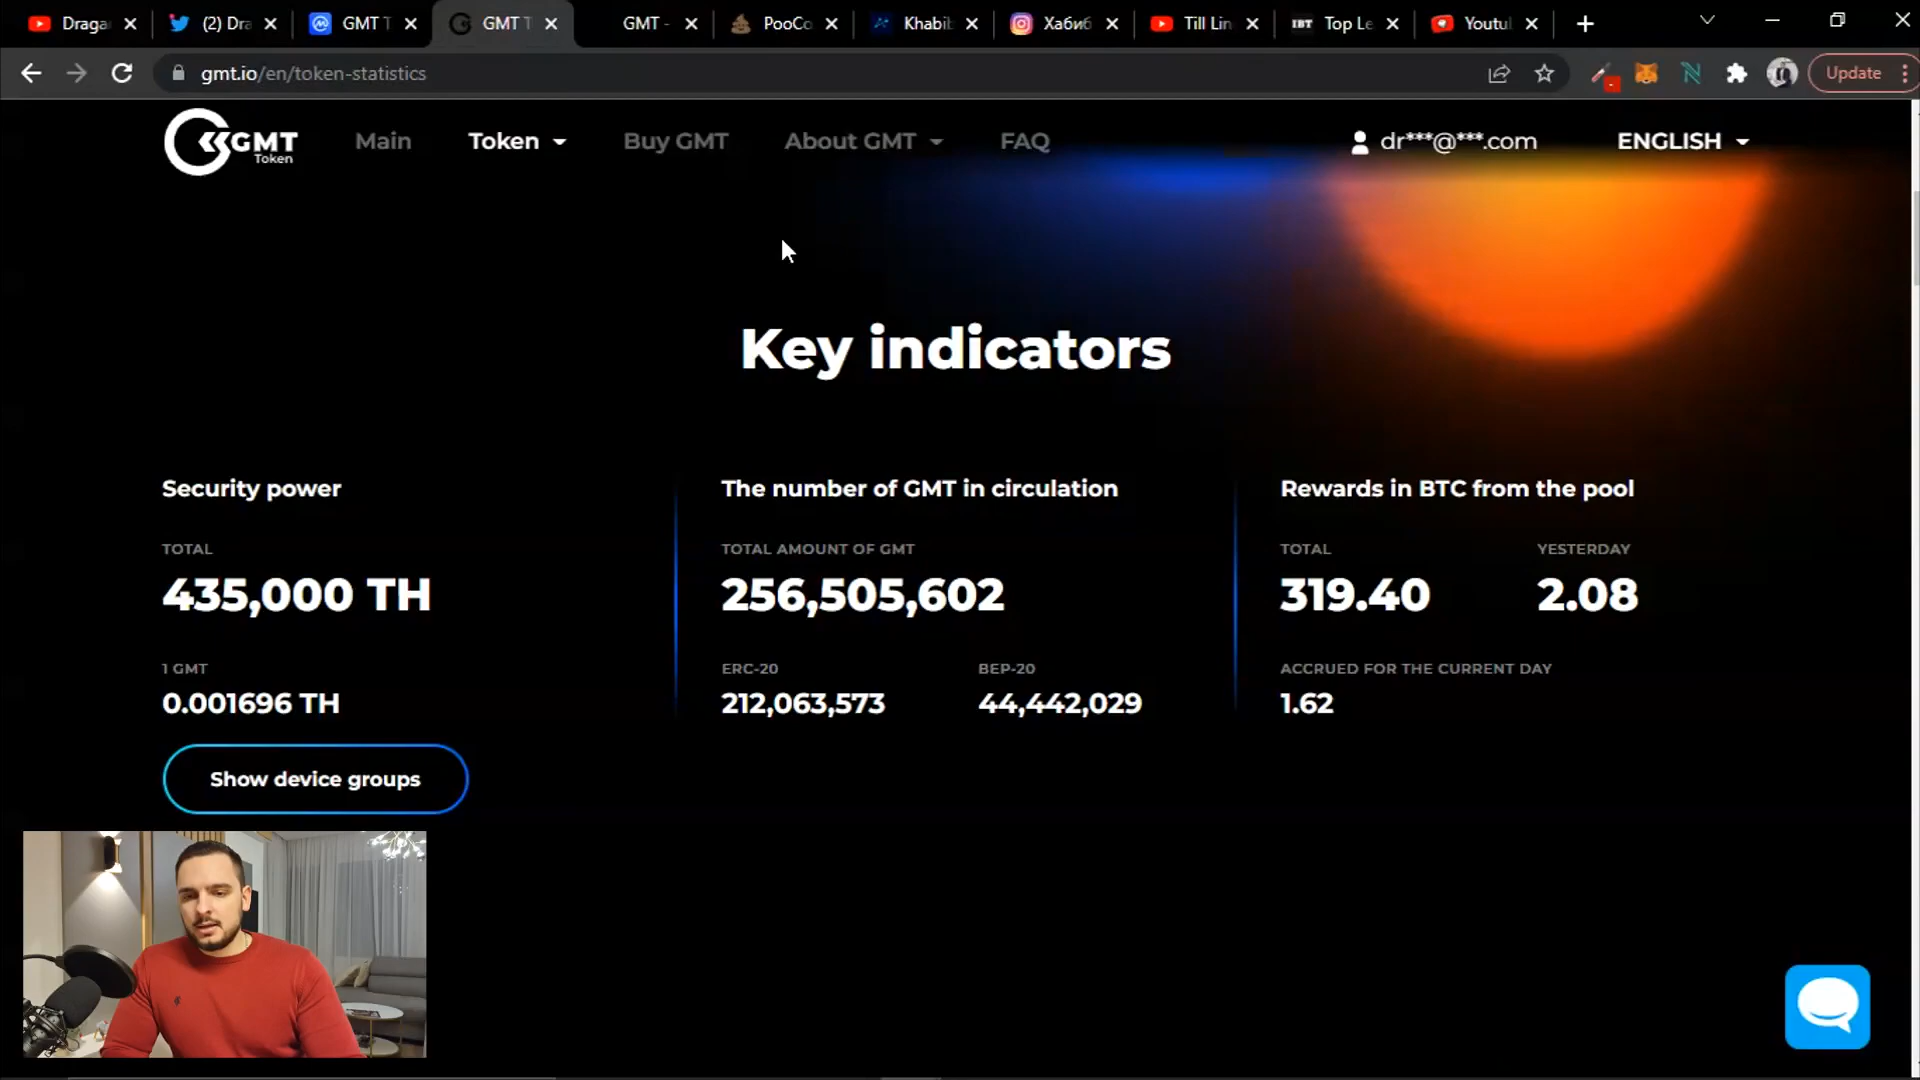 Draga
(2) Dra
GMT T
GMT T
GMT -
PooCo
Khabib
Хабиб
Till Lin
IBT Top Le
Youtul
gmt.io/en/token-statistics
Update
GMT
Token
Main
Token
Buy GMT
About GMT
FAQ
dr***@***.com
ENGLISH
Key indicators
Security power
TOTAL
435,000 TH
1 GMT
0.001696 TH
Show device groups
The number of GMT in circulation
TOTAL AMOUNT OF GMT
256,505,602
ERC-20
BEP-20
212,063,573
44,442,029
Rewards in BTC from the pool
TOTAL
YESTERDAY
319.40
2.08
ACCRUED FOR THE CURRENT DAY
1.62